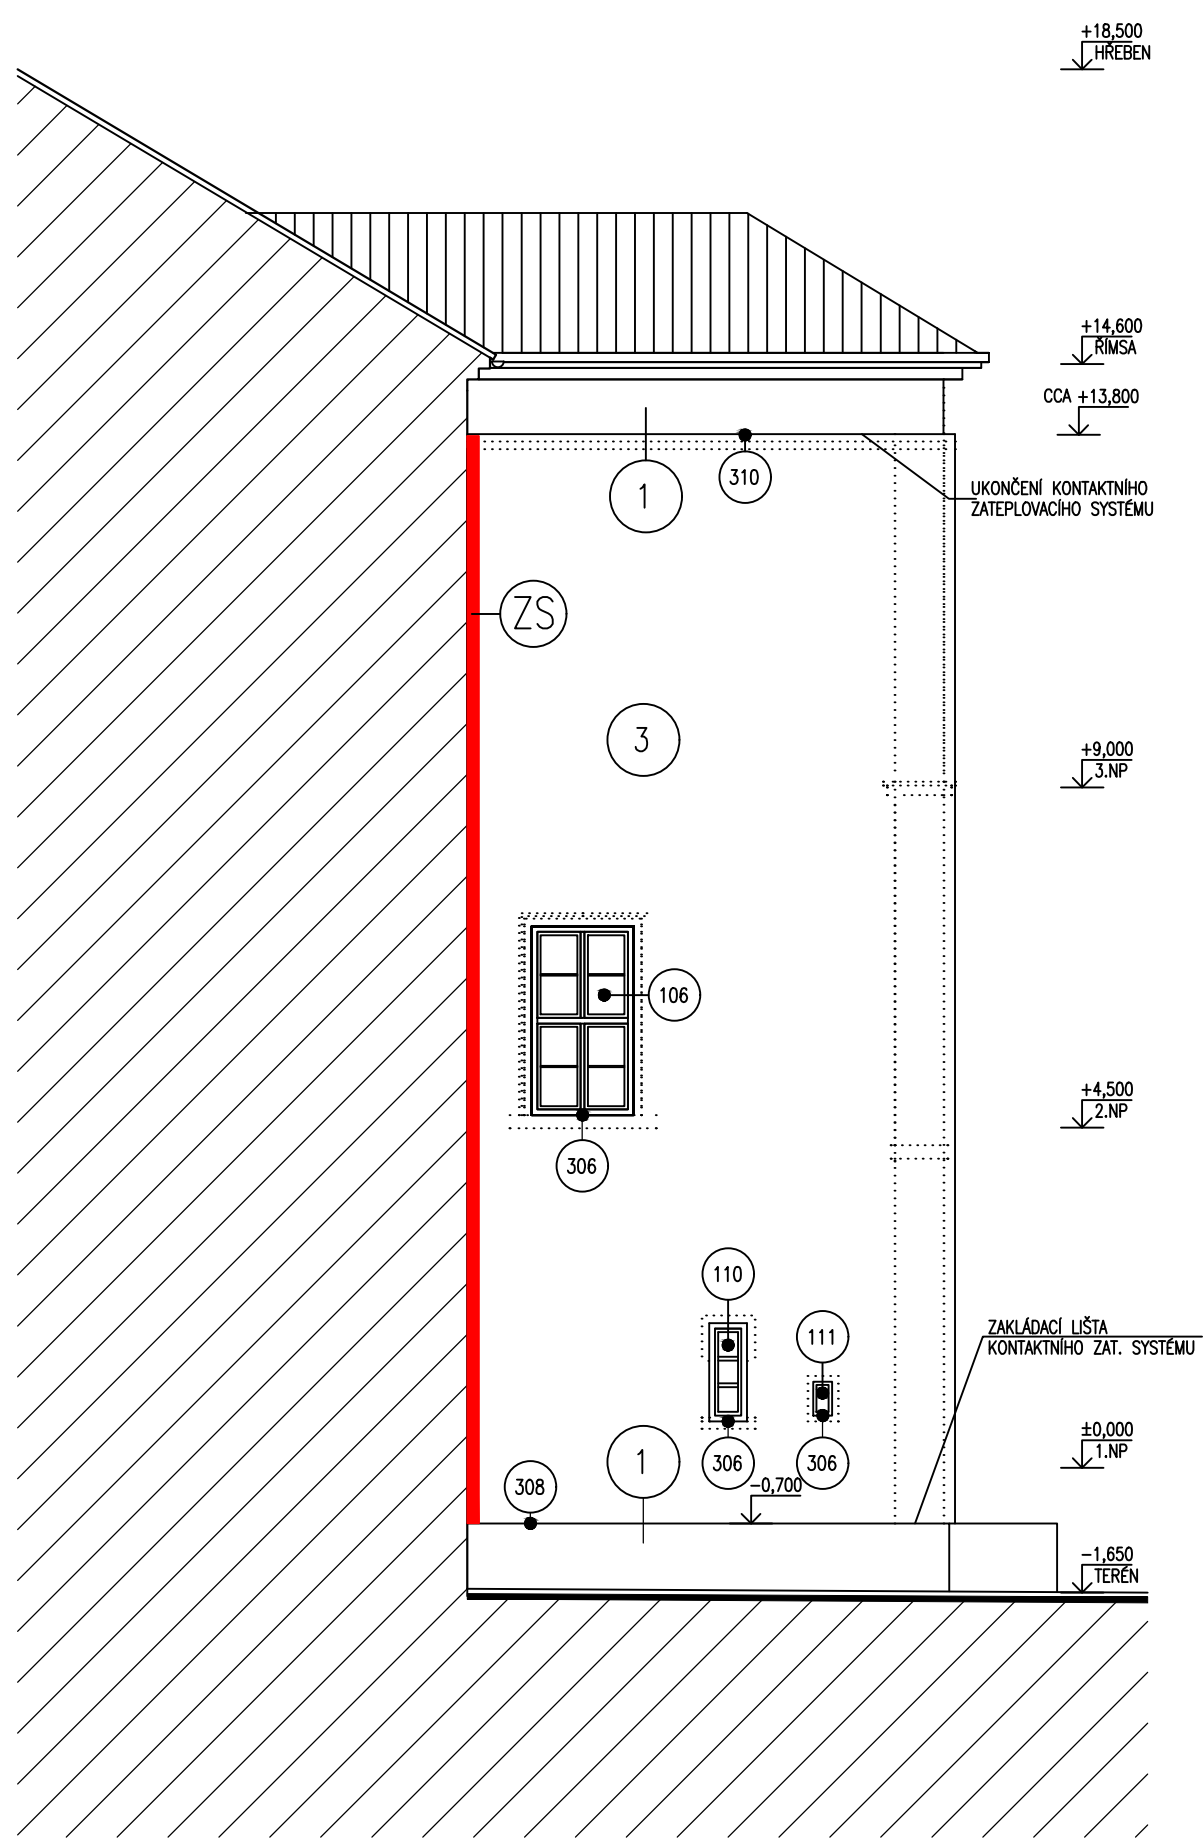 +18,500
HŘEBEN
+14,600
ŘÍMSA
CCA +13,800
310
1
UKONČENÍ KONTAKTNÍHO
ZATEPLOVACÍHO SYSTÉMU
ZS
3
+9,000
3.NP
106
+4,500
2.NP
306
110
111
ZAKLÁDACÍ LIŠTA
KONTAKTNÍHO ZAT. SYSTÉMU
±0,000
1.NP
1
306
306
308
-0,700
-1,650
TERÉN